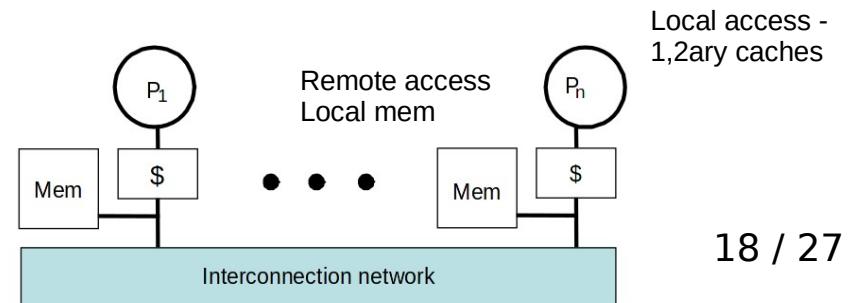 Local access -
1,2ary caches
P1
Remote access
Local mem
Pn
Mem
$
Mem
$
Interconnection network
18 / 27